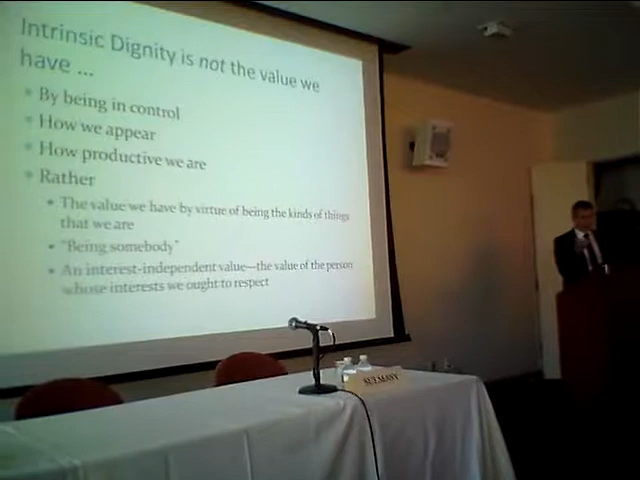 Intrinsic Dignity is not the value we
have ...
By being in control
How we appear
How productive we are
Rather
The value we have by virtue of being the kinds of things
that we are
"Being somebody"
An interest-independent value—the value of the person
whose interests we ought to respect
SULMASY